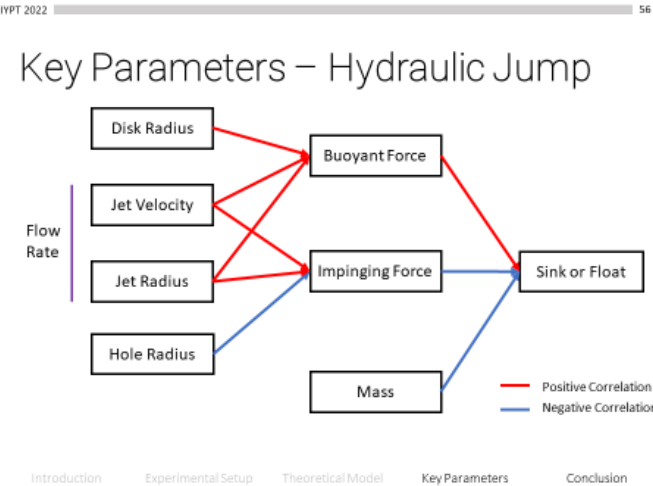 IYPT 2022
56
Key Parameters – Hydraulic Jump
Disk Radius
Buoyant Force
Jet Velocity
Flow
Rate
Jet Radius
Impinging Force
Sink or Float
Hole Radius
Mass
Positive Correlation
Negative Correlation
Introduction
Experimental Setup
Theoretical Model
Key Parameters
Conclusion